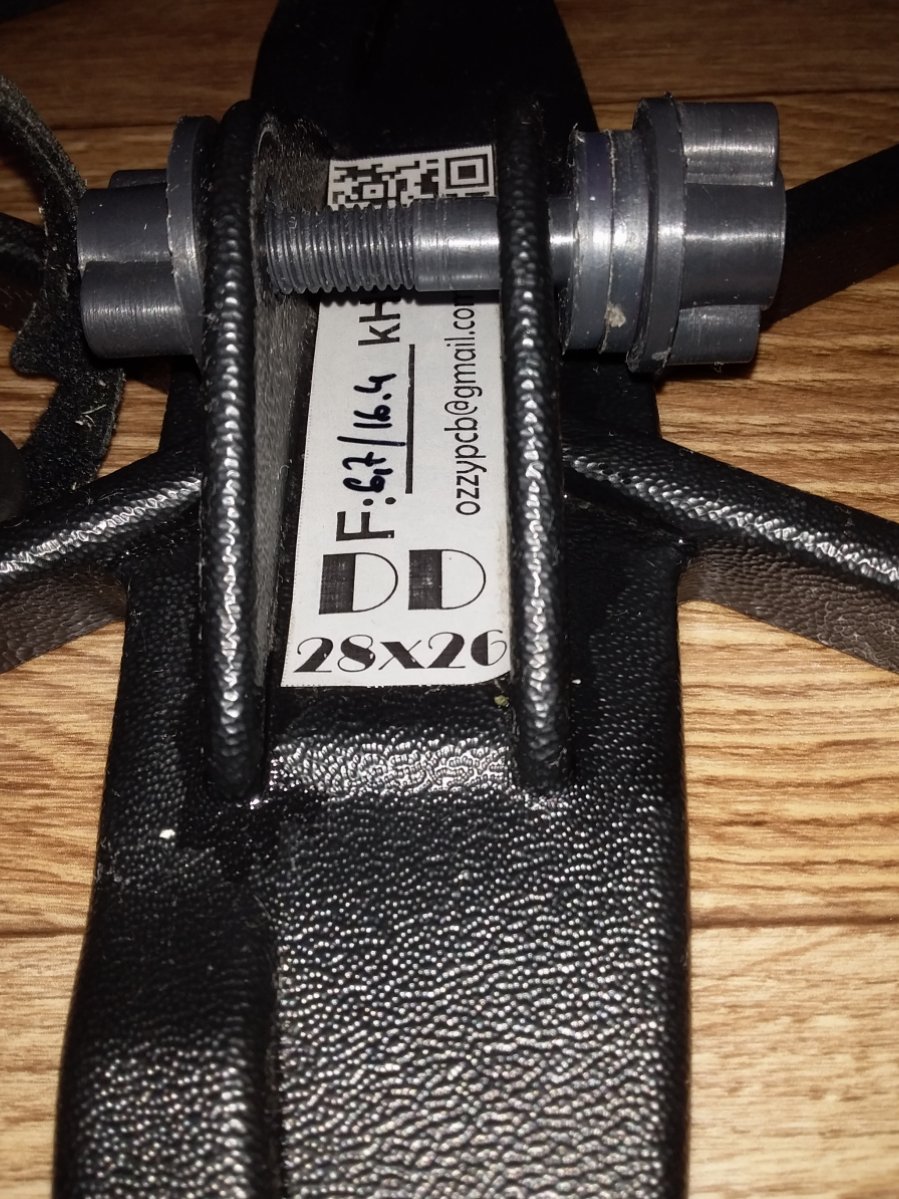 F: 6,7/16.4 kH
ozzypcb@gmail.com
DD
28x26